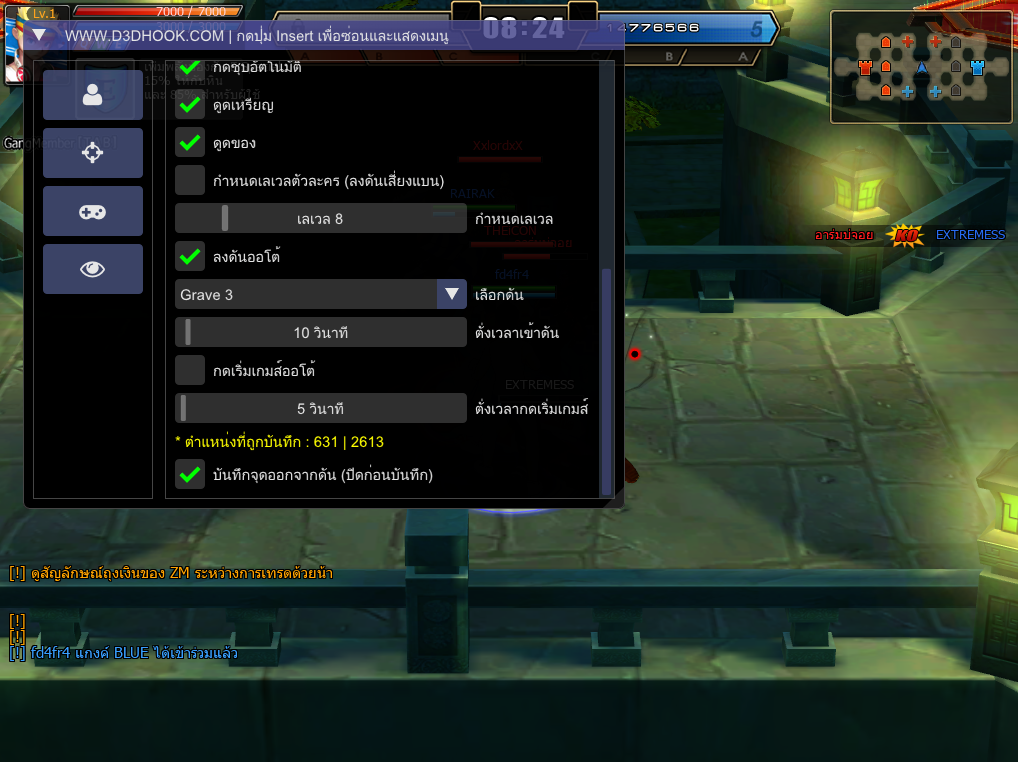 Lv.1
7000 / 7000
08:24
14776566
5
WWW.D3DHOOK.COM | กดปุ่ม Insert เพื่อซ่อนและแสดงเมนู
B
A
กดซุบอัตโนมัติ
ดูดเหรียญ
ดูดของ
กำหนดเลเวลตัวละคร (ลงดันเสี่ยงแบน)
เลเวล 8
กำหนดเลเวล
ลงดันออโต้
Grave 3
เลือกดัน
10 วินาที
ตั่งเวลาเข้าดัน
กดเริ่มเกมส์ออโต้
5 วินาที
ตั่งเวลากดเริ่มเกมส์
* ตำแหน่งที่ถูกบันทึก : 631 | 2613
บันทึกจุดออกจากดัน (ปิดก่อนบันทึก)
XxlordxX
RAIRAK
THEICON
fd4fr4
EXTREMESS
อาร์มบ์จอย KO EXTREMESS
[!] ดูสัญลักษณ์ถุงเงินของ ZM ระหว่างการเทรดด้วยน้า
[!]
[!]
[!] fd4fr4 แกงค์ BLUE ได้เข้าร่วมแล้ว